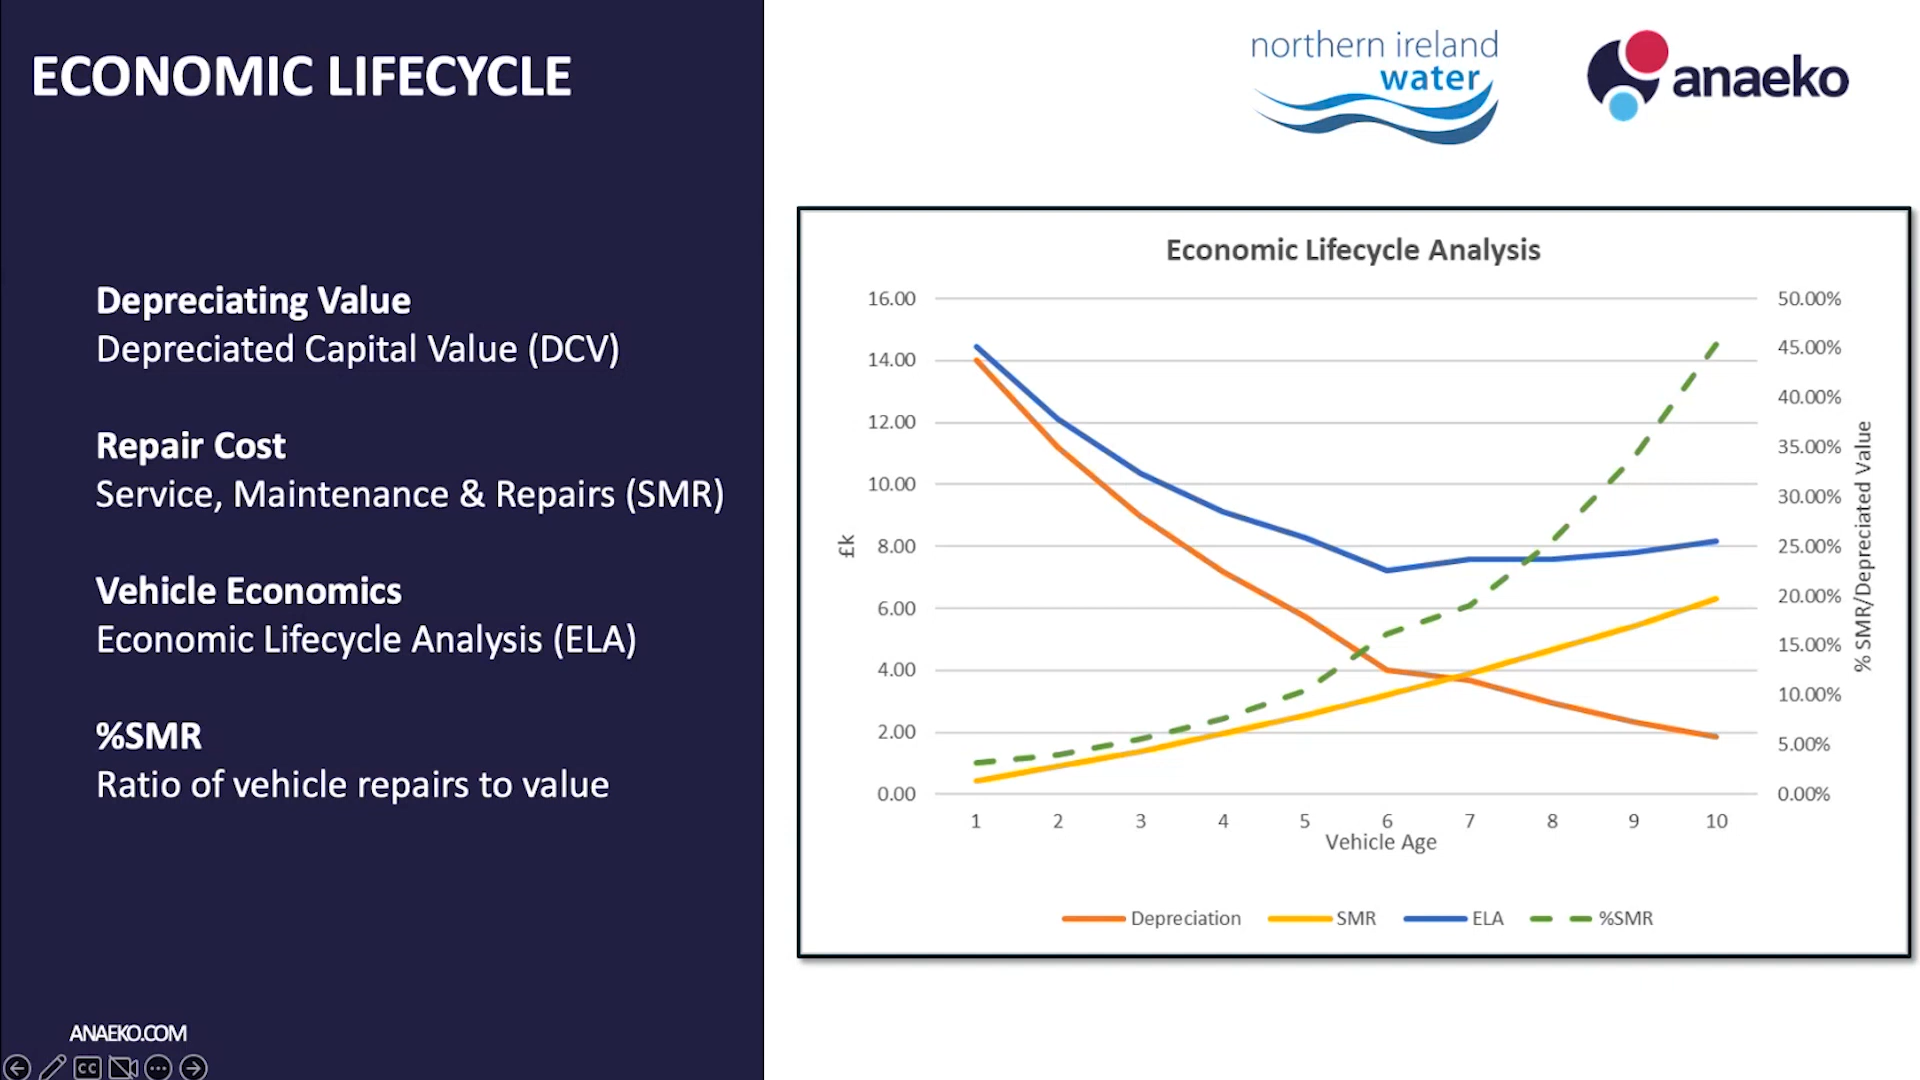 ECONOMIC LIFECYCLE
northern ireland
water
anaeko
Depreciating Value
Depreciated Capital Value (DCV)
Repair Cost
Service, Maintenance & Repairs (SMR)
Vehicle Economics
Economic Lifecycle Analysis (ELA)
%SMR
Ratio of vehicle repairs to value
ANAEKO.COM
CC
Economic Lifecycle Analysis
16.00
14.00
12.00
10.00
8.00
6.00
4.00
2.00
0.00
£k
50.00%
45.00%
40.00%
35.00%
30.00%
25.00%
20.00%
15.00%
10.00%
5.00%
0.00%
% SMR/Depreciated Value
1 2 3 4 5 6 7 8 9 10
Vehicle Age
Depreciation SMR ELA %SMR